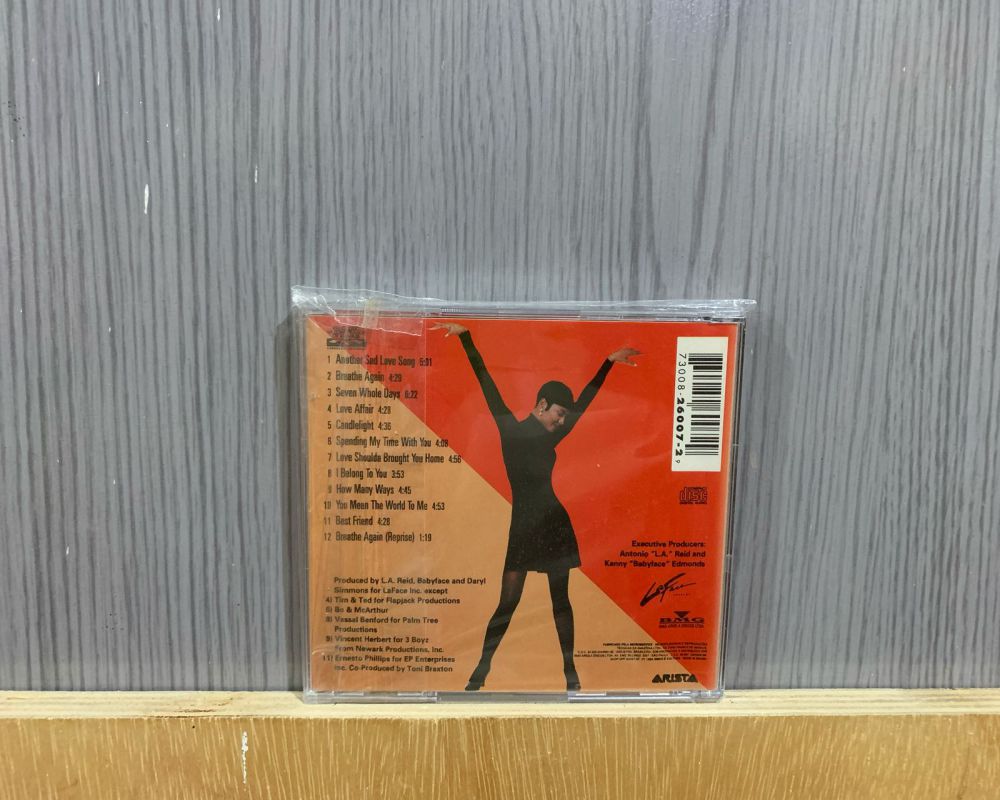 1 Another Sad Love Song 5:01
2 Breathe Again 4:29
3 Seven Whole Days 6:22
4 Love Affair 4:28
5 Candlelight 4:36
6 Spending My Time With You 4:08
7 Love Shoulda Brought You Home 4:56
8 I Belong To You 3:53
9 How Many Ways 4:45
10 You Mean The World To Me 4:53
11 Best Friend 4:28
12 Breathe Again (Reprise) 1:19
Produced by L.A. Reid, Babyface and Daryl
Simmons for LaFace Inc. except
4) Tim & Ted for Flapjack Productions
6) Bo & McArthur
8) Vassal Benford for Palm Tree
Productions
9) Vincent Herbert for 3 Boyz
From Newark Productions, Inc.
11) Ernesto Phillips for EP Enterprises
Inc. Co-Produced by Toni Braxton
73008-26007-2 9
COMPACT
disc
DIGITAL AUDIO
Executive Producers:
Antonio "L.A." Reid and
Kenny "Babyface" Edmonds
LaFace
BMG
ARISTA